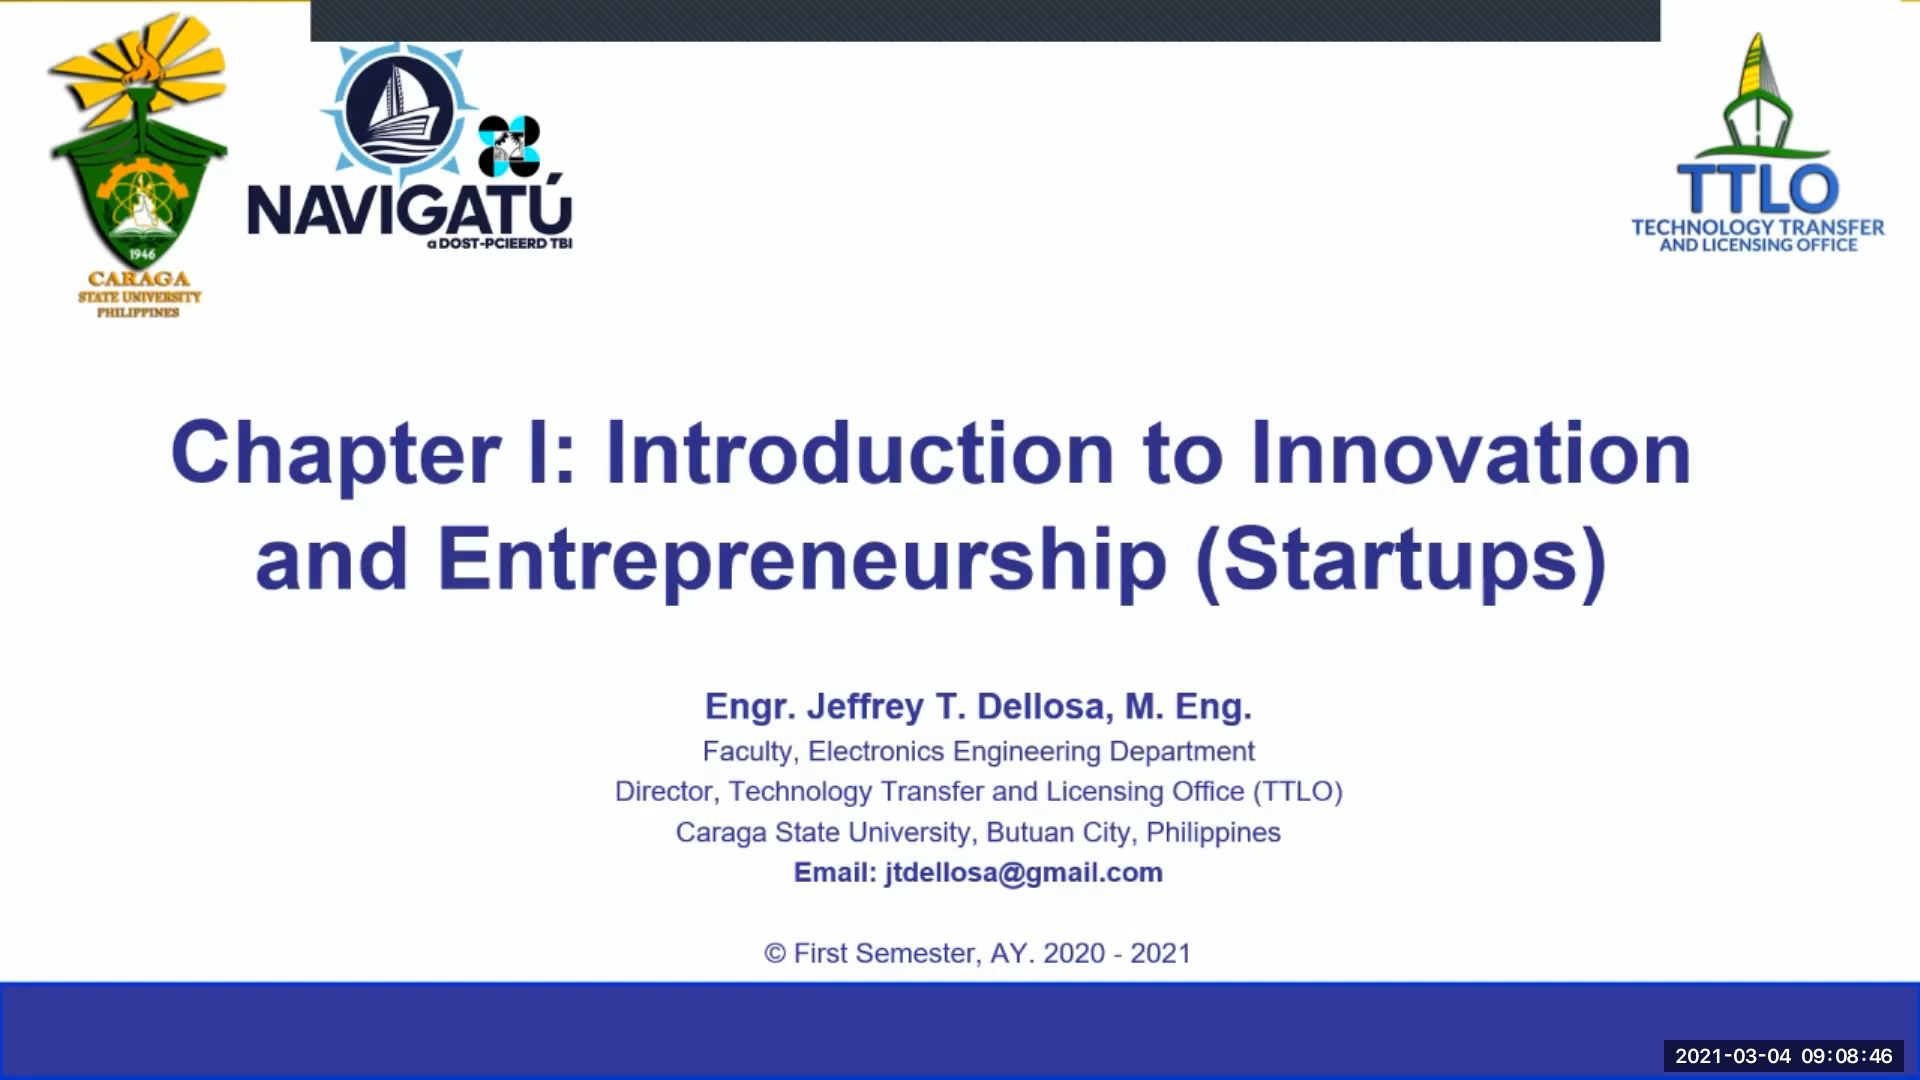 1946
CARAGA
STATE UNIVERSITY
PHILIPPINES
NAVIGATÚ
a DOST-PCIEERD TBI
TTLO
TECHNOLOGY TRANSFER
AND LICENSING OFFICE
Chapter I: Introduction to Innovation
and Entrepreneurship (Startups)
Engr. Jeffrey T. Dellosa, M. Eng.
Faculty, Electronics Engineering Department
Director, Technology Transfer and Licensing Office (TTLO)
Caraga State University, Butuan City, Philippines
Email: jtdellosa@gmail.com
© First Semester, AY. 2020 - 2021
2021-03-04 09:08:46